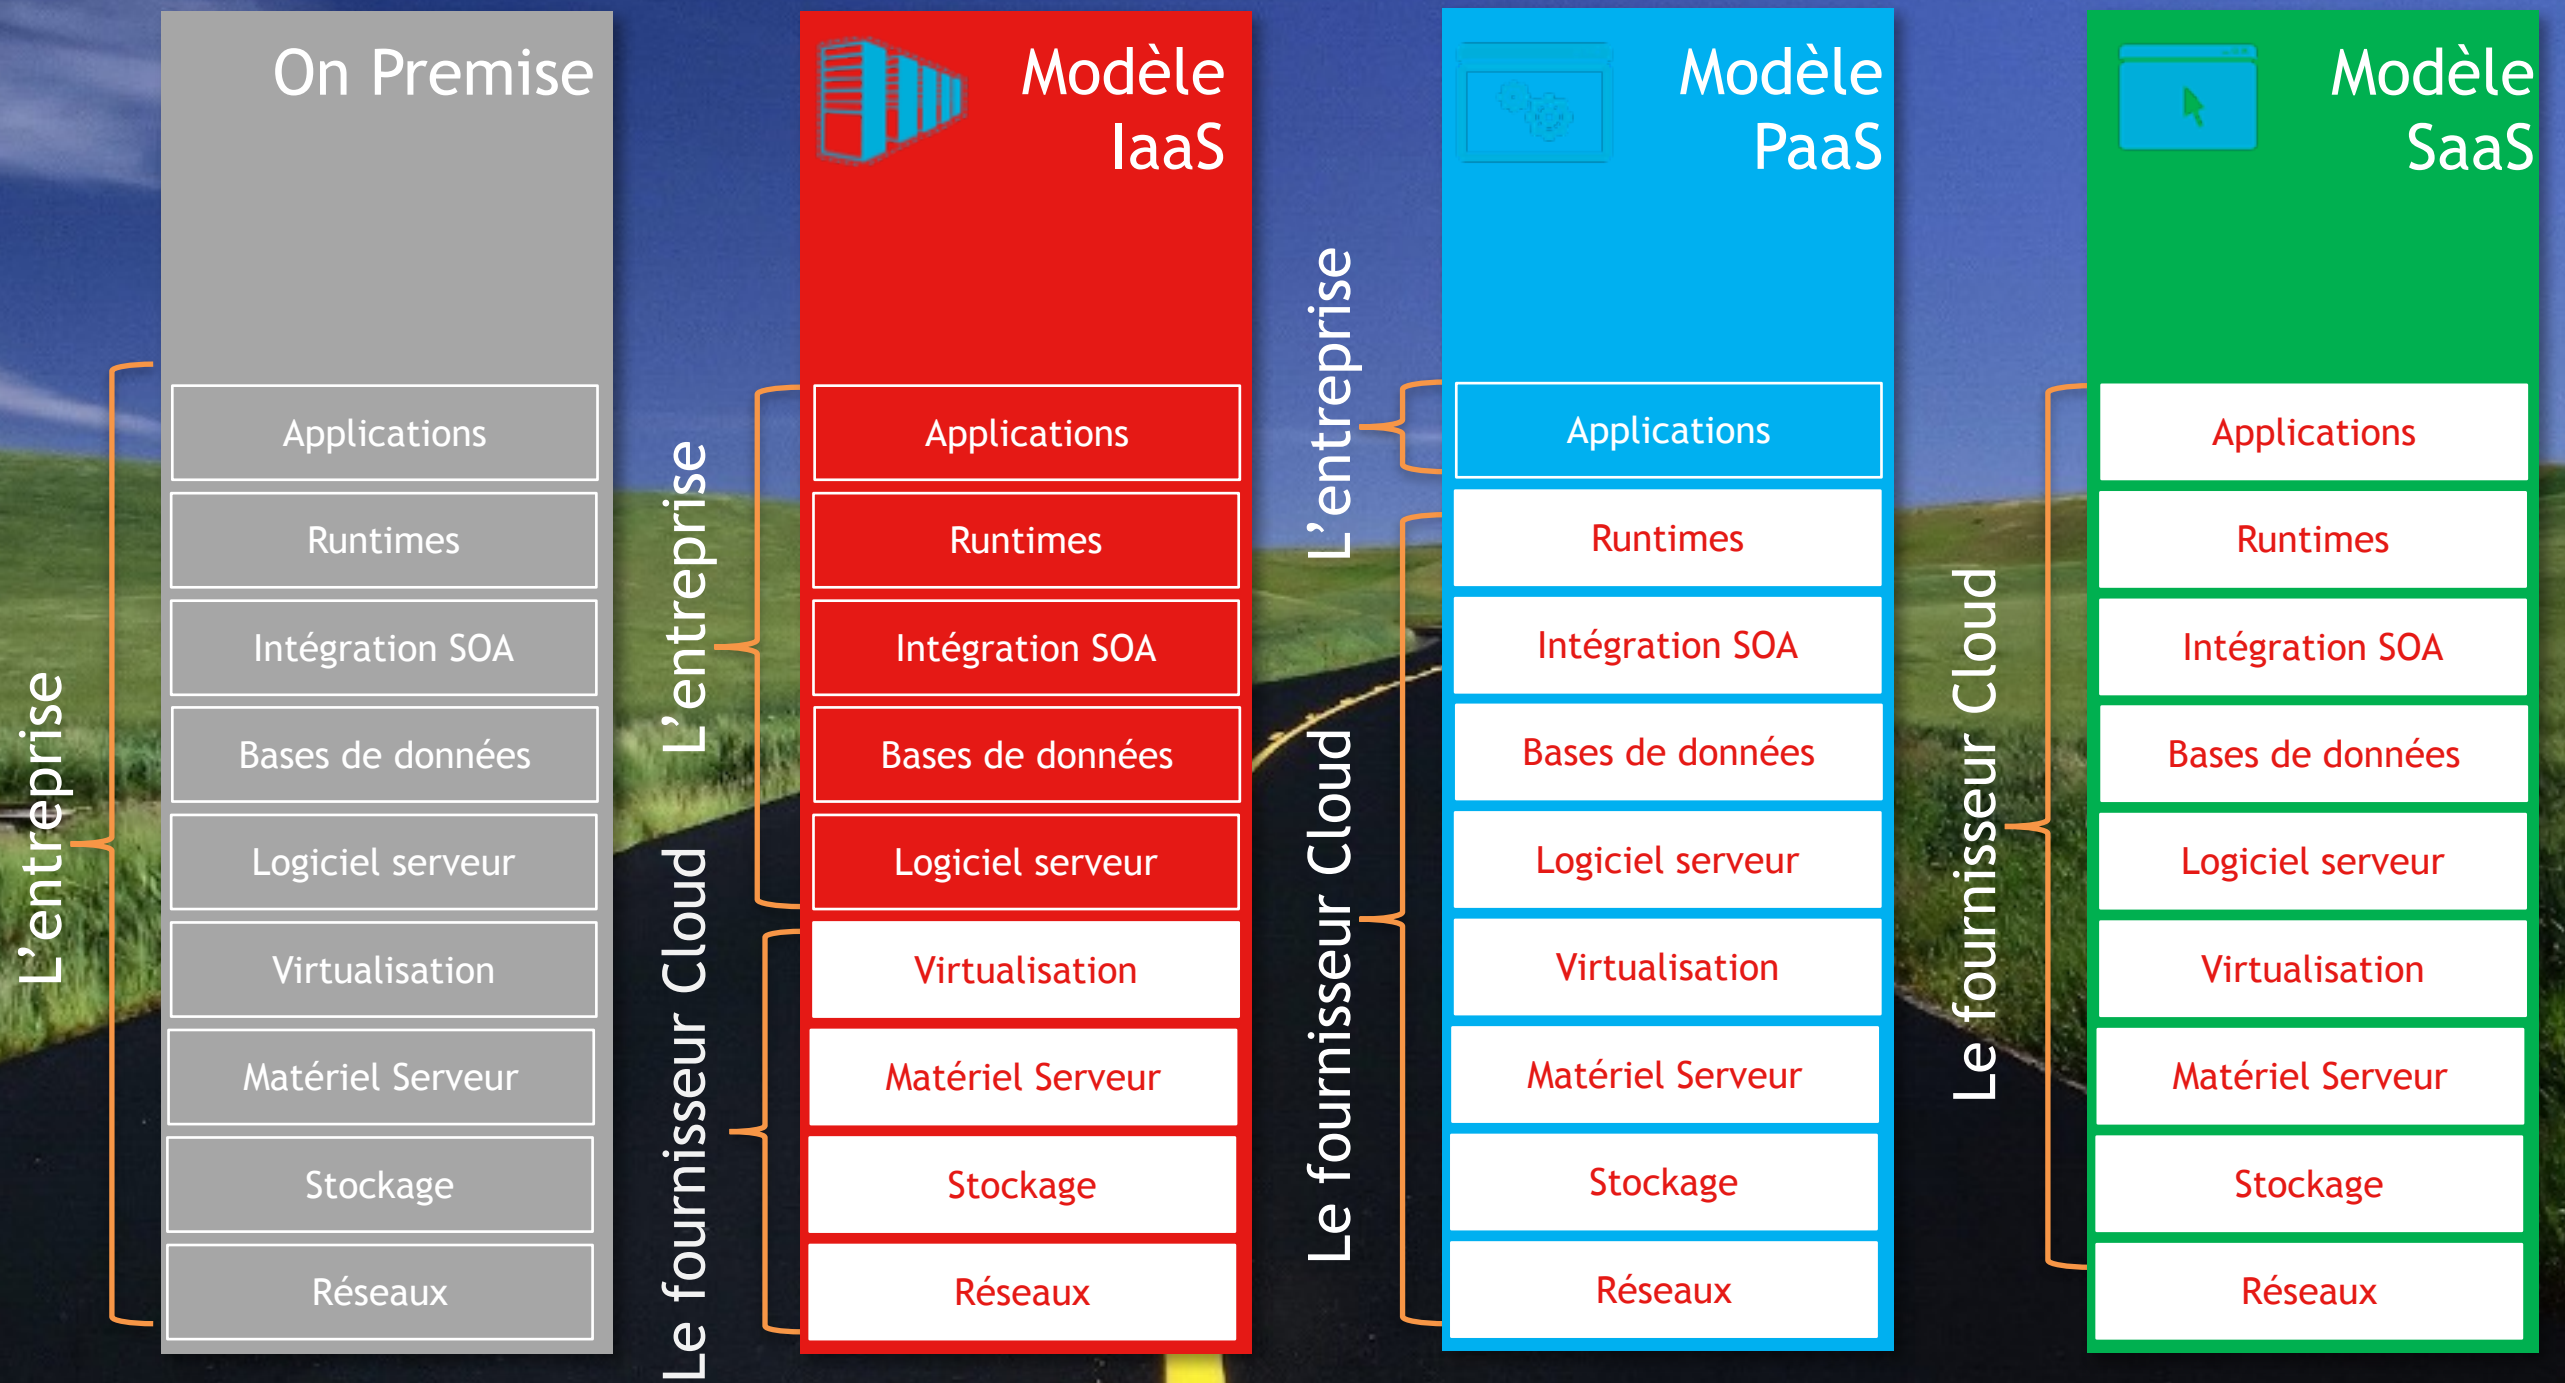 On Premise
L'entreprise
Applications
Runtimes
Intégration SOA
Bases de données
Logiciel serveur
Virtualisation
Matériel Serveur
Stockage
Réseaux
Modèle
IaaS
L'entreprise
Le fournisseur Cloud
Applications
Runtimes
Intégration SOA
Bases de données
Logiciel serveur
Virtualisation
Matériel Serveur
Stockage
Réseaux
Modèle
PaaS
L'entreprise
Le fournisseur Cloud
Applications
Runtimes
Intégration SOA
Bases de données
Logiciel serveur
Virtualisation
Matériel Serveur
Stockage
Réseaux
Modèle
SaaS
Le fournisseur Cloud
Applications
Runtimes
Intégration SOA
Bases de données
Logiciel serveur
Virtualisation
Matériel Serveur
Stockage
Réseaux